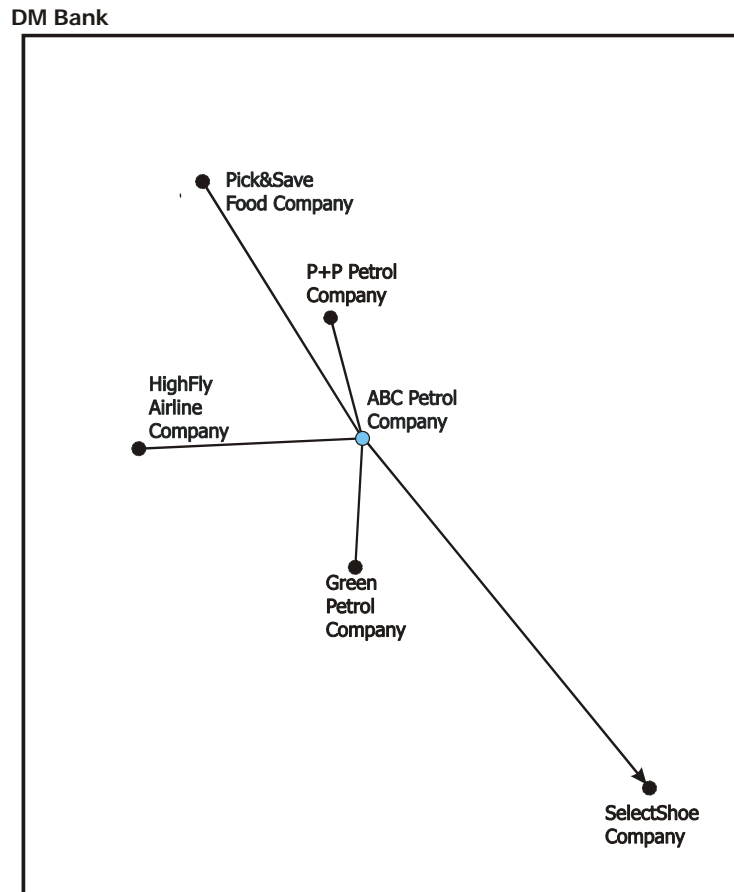 DM Bank
Pick&Save
Food Company
P+P Petrol
Company
HighFly
Airline
Company
ABC Petrol
Company
Green
Petrol
Company
SelectShoe
Company